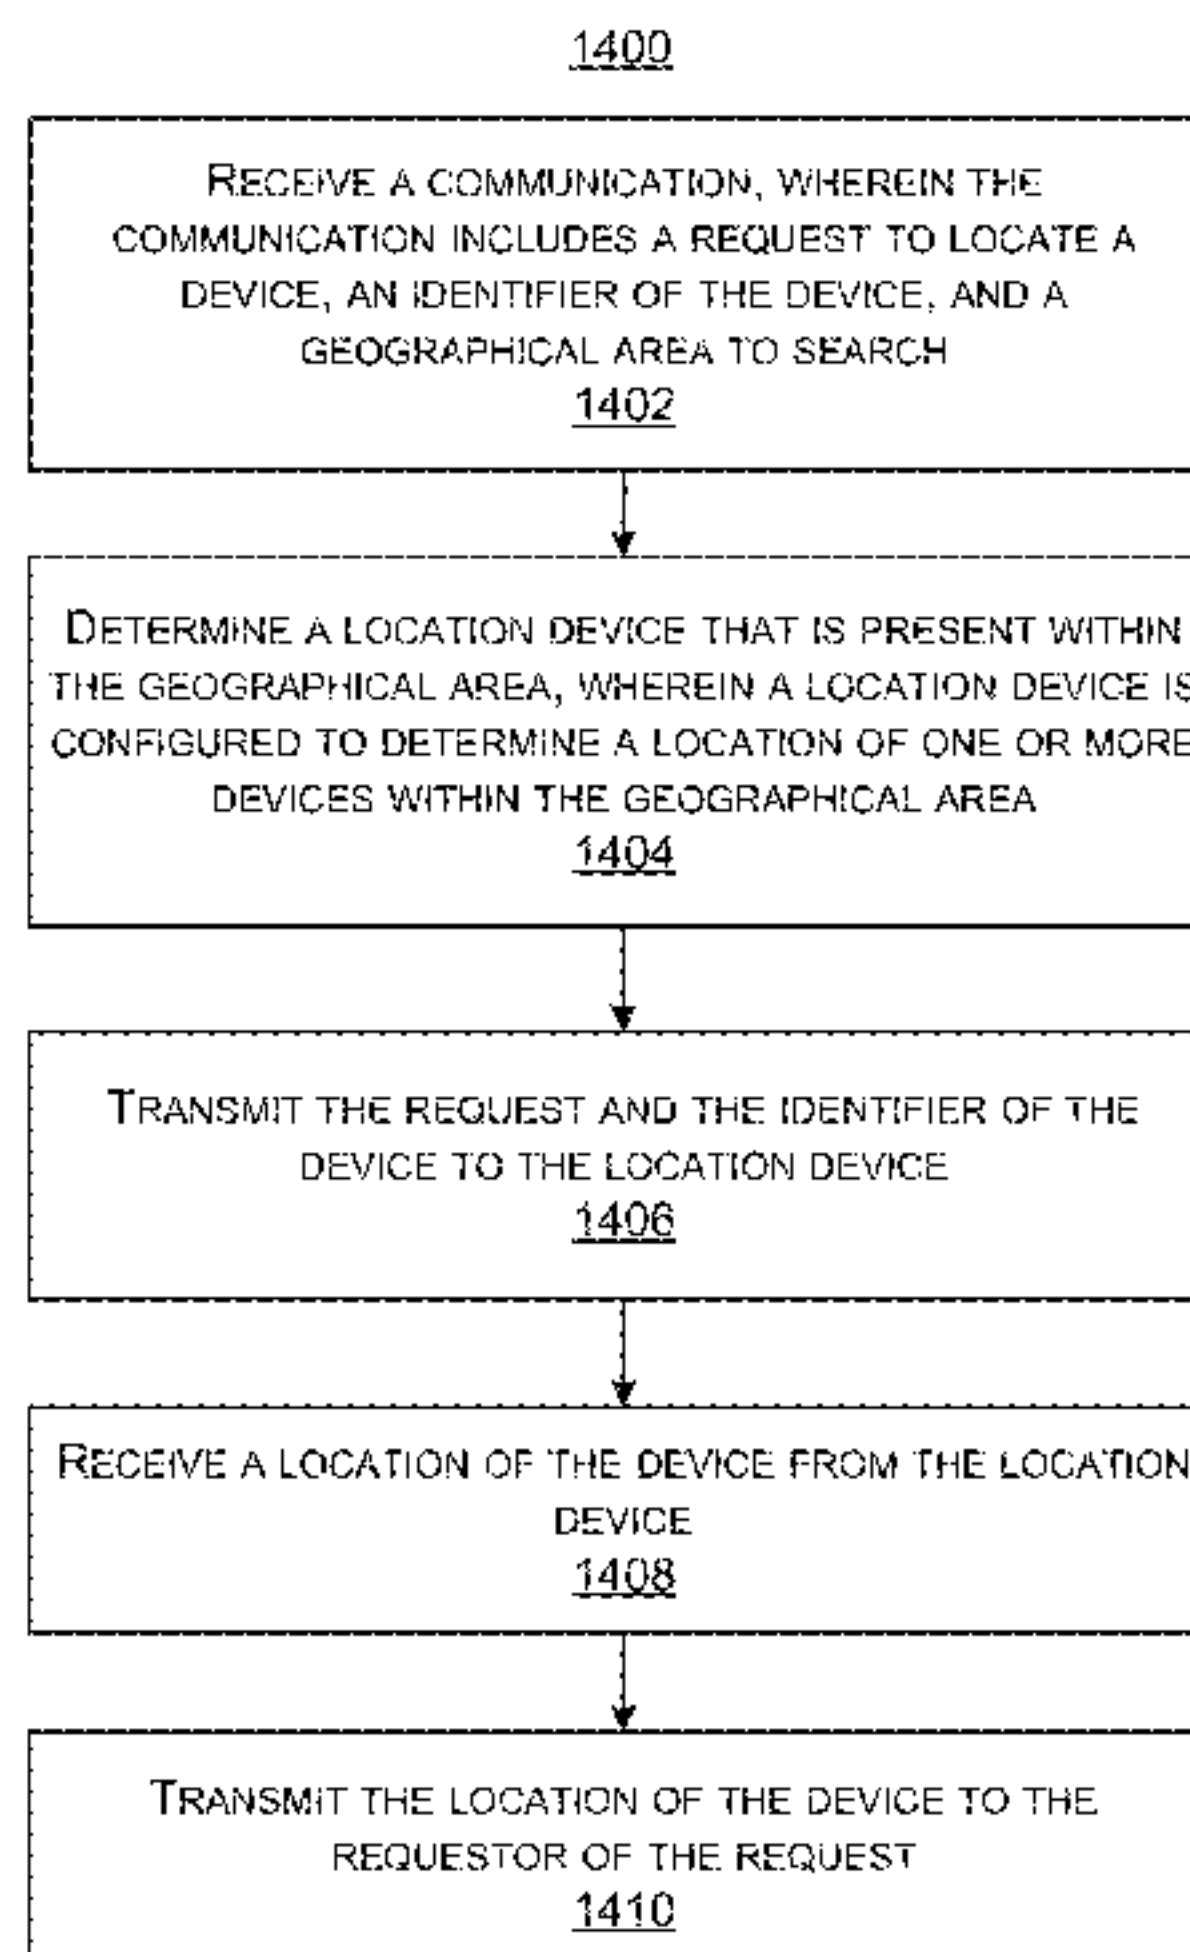 1400
RECEIVE A COMMUNICATION, WHEREIN THE
COMMUNICATION INCLUDES A REQUEST TO LOCATE A
DEVICE, AN IDENTIFIER OF THE DEVICE, AND A
GEOGRAPHICAL AREA TO SEARCH
1402
DETERMINE A LOCATION DEVICE THAT IS PRESENT WITHIN
THE GEOGRAPHICAL AREA, WHEREIN A LOCATION DEVICE IS
CONFIGURED TO DETERMINE A LOCATION OF ONE OR MORE
DEVICES WITHIN THE GEOGRAPHICAL AREA
1404
TRANSMIT THE REQUEST AND THE IDENTIFIER OF THE
DEVICE TO THE LOCATION DEVICE
1406
RECEIVE A LOCATION OF THE DEVICE FROM THE LOCATION
DEVICE
1408
TRANSMIT THE LOCATION OF THE DEVICE TO THE
REQUESTOR OF THE REQUEST
1410